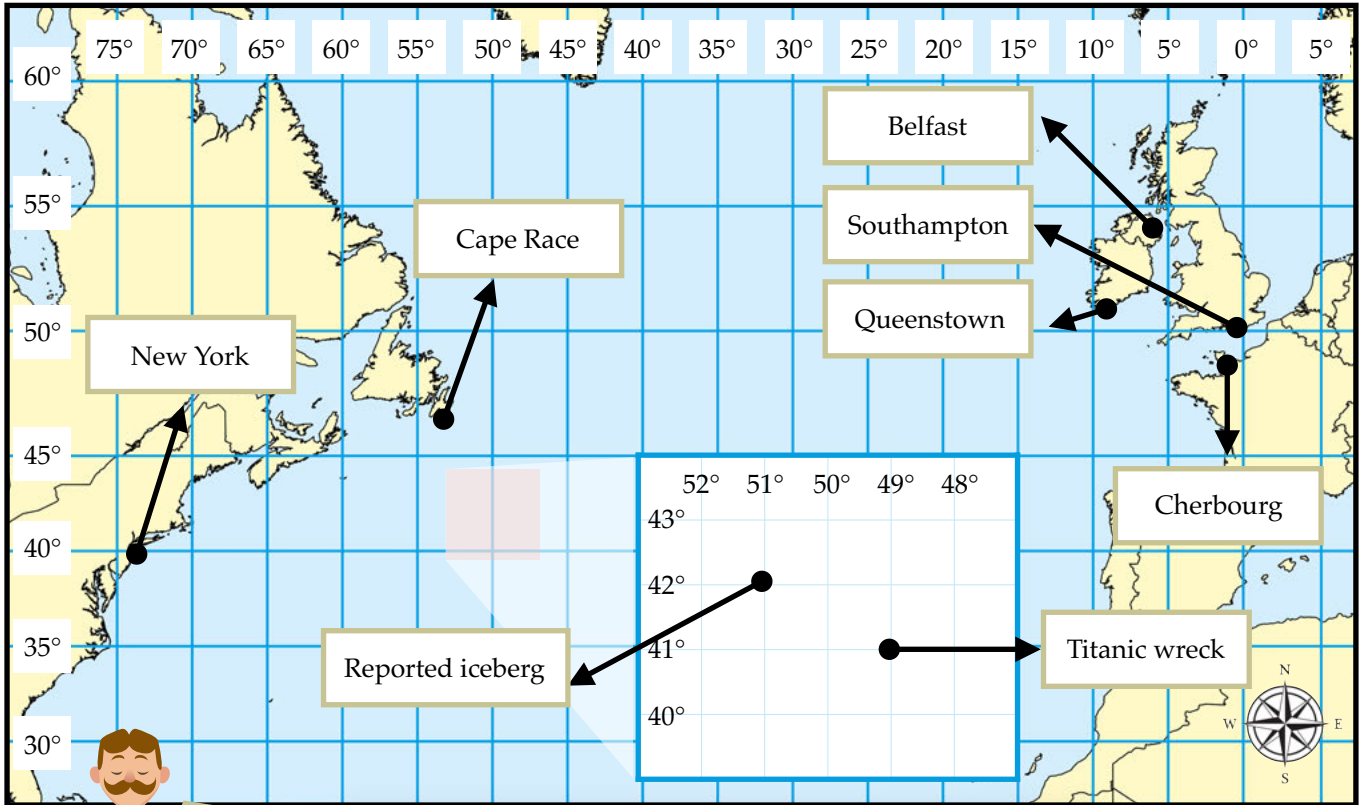 75° 70° 65° 60° 55° 50° 45° 40° 35° 30° 25° 20° 15° 10° 5° 0° 5°
60°
Belfast
55°
Southampton
Cape Race
Queenstown
50°
New York
45°
52° 51° 50° 49° 48°
Cherbourg
43°
40°
42°
35°
41°
Titanic wreck
Reported iceberg
N
40°
W E
30°
S